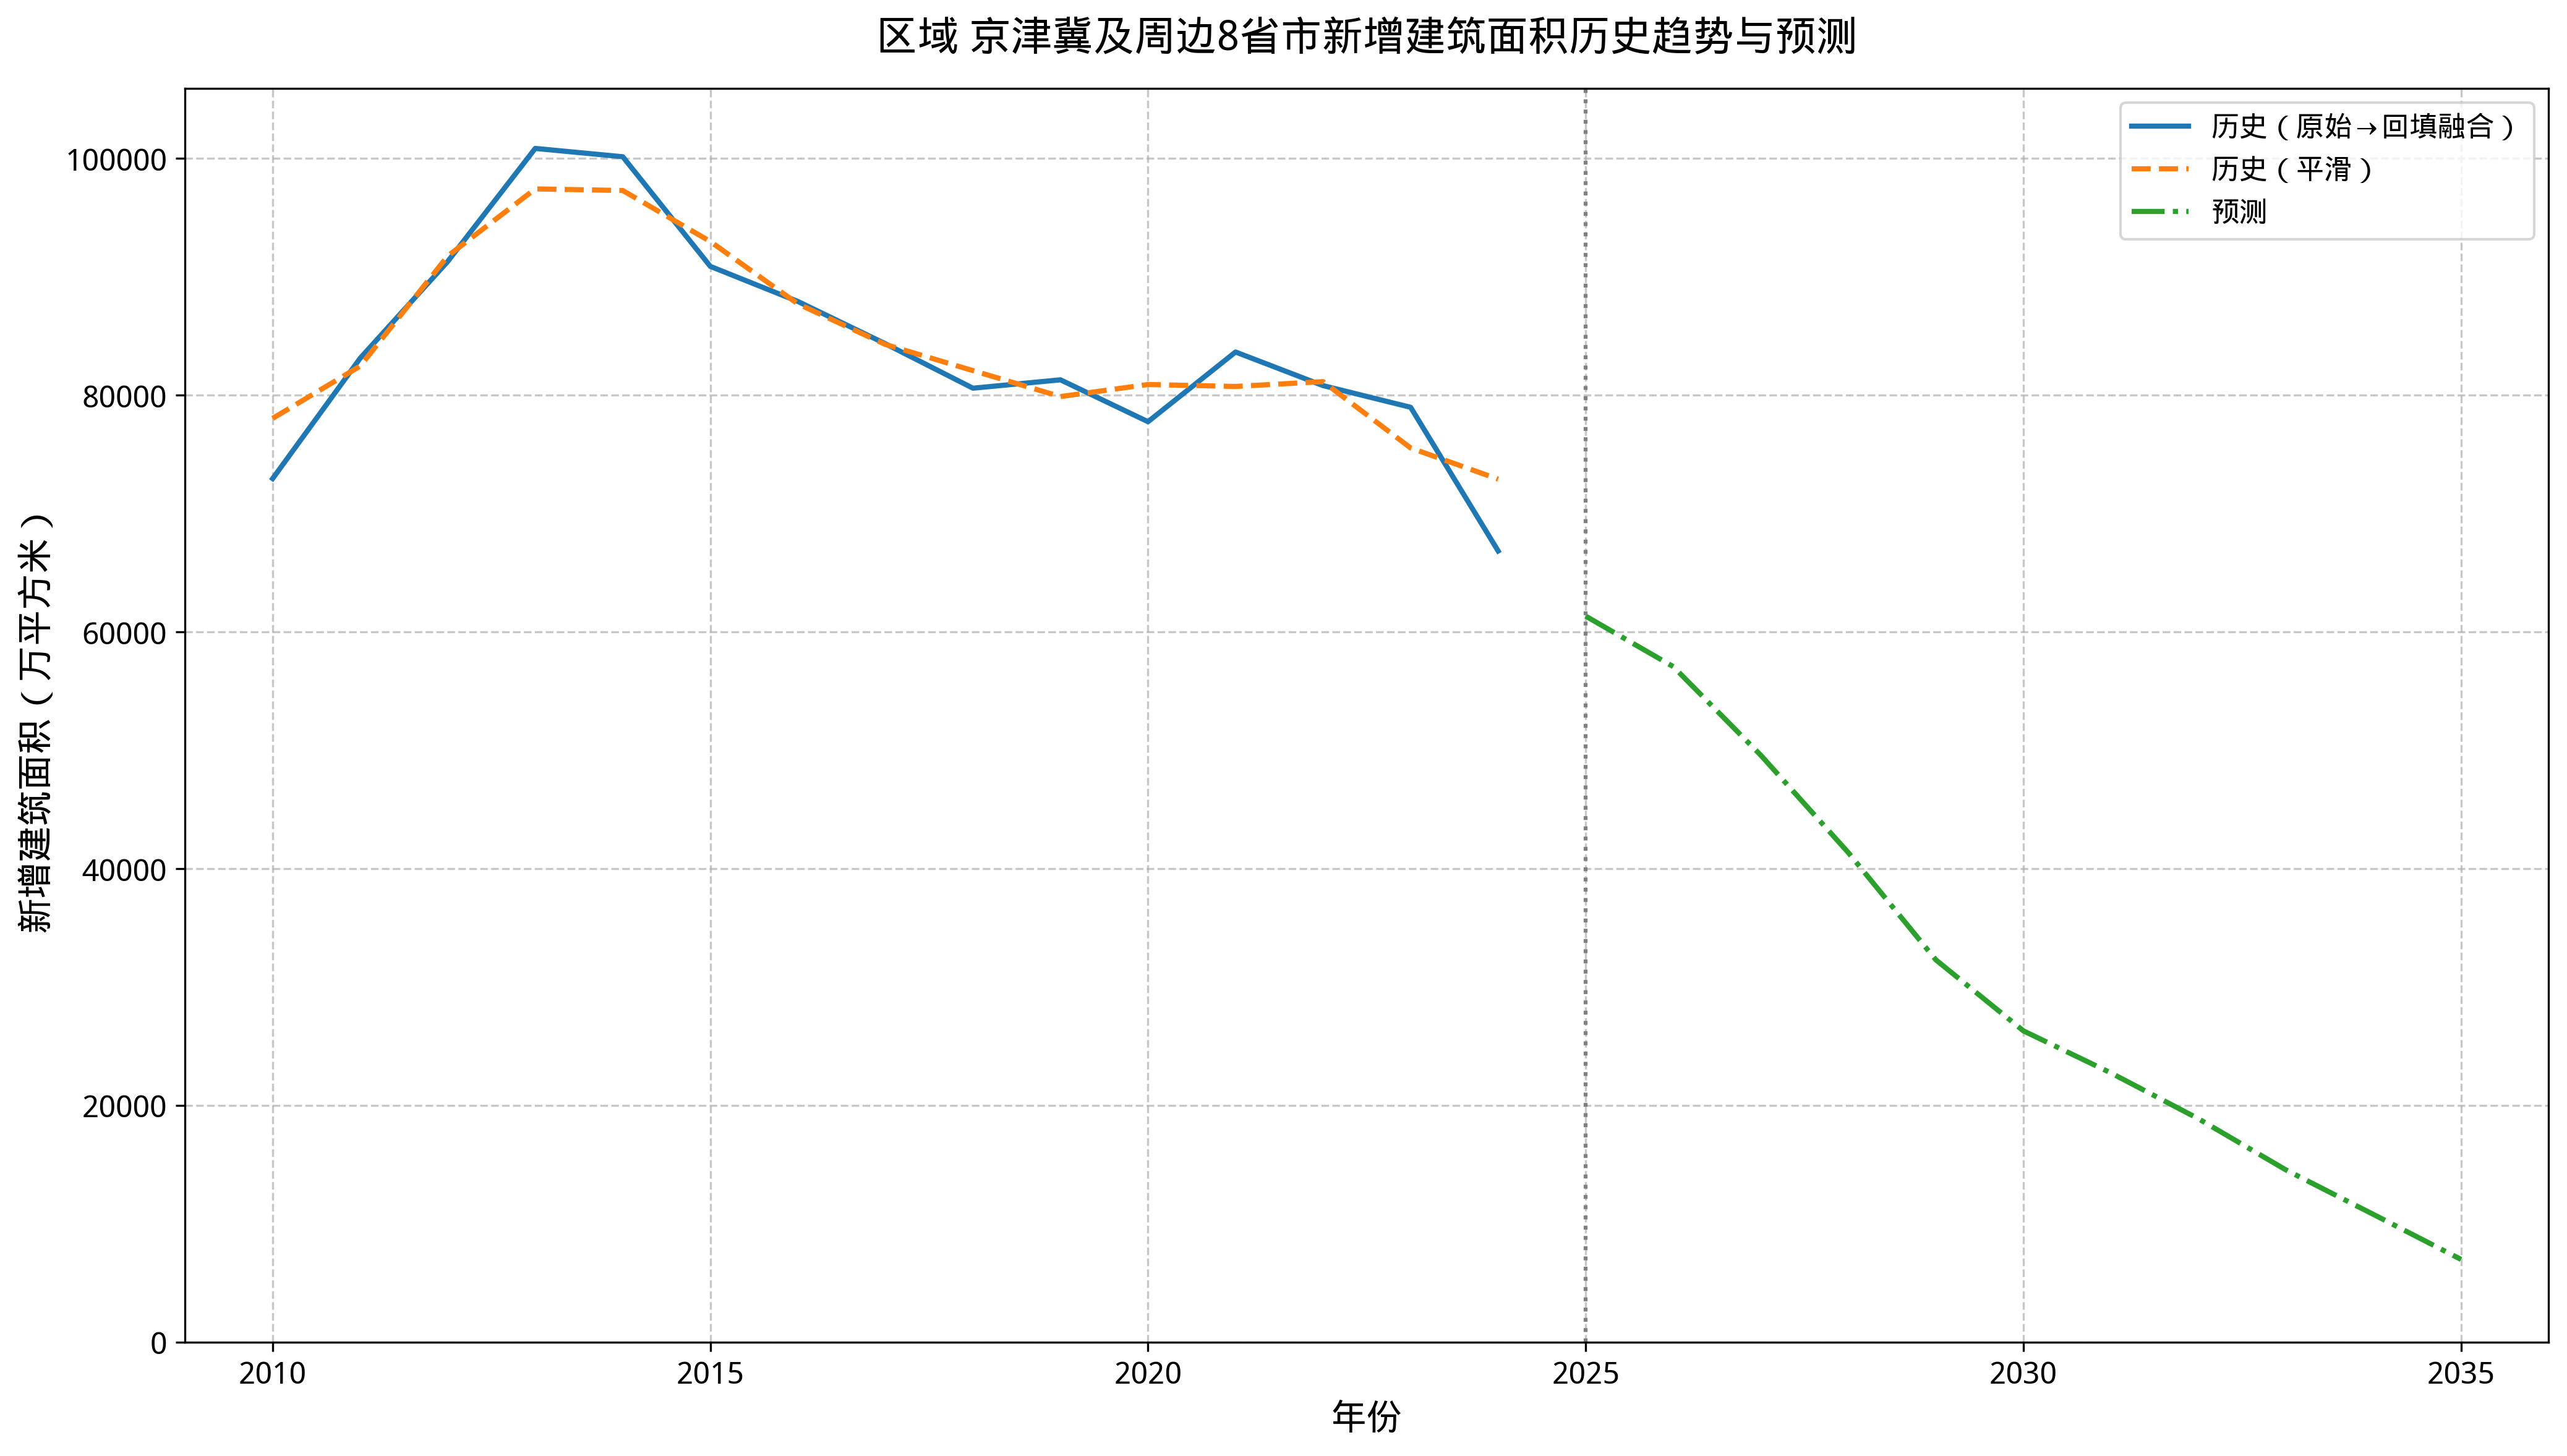 区域 京津冀及周边8省市新增建筑面积历史趋势与预测
历史（原始→回填融合）
历史（平滑）
预测
新增建筑面积（万平方米）
100000
80000
60000
40000
20000
0
2010
2015
2020
2025
2030
2035
年份